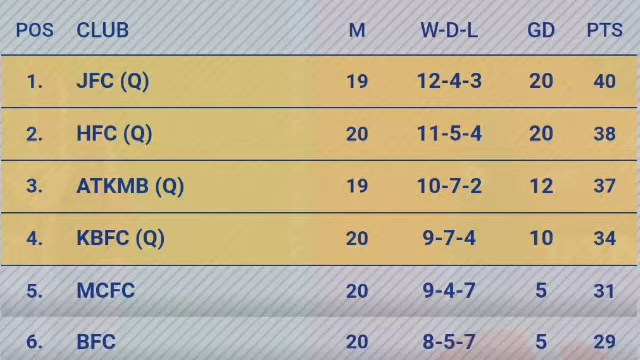 POS CLUB M W-D-L GD PTS
1. JFC (Q) 19 12-4-3 20 40
2. HFC (Q) 20 11-5-4 20 38
3. ATKMB (Q) 19 10-7-2 12 37
4. KBFC (Q) 20 9-7-4 10 34
5. MCFC 20 9-4-7 5 31
6. BFC 20 8-5-7 5 29